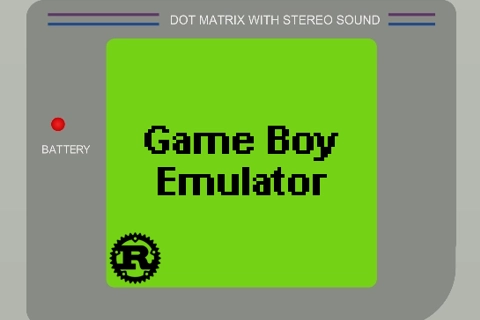 DOT MATRIX WITH STEREO SOUND
BATTERY
Game Boy
Emulator
R